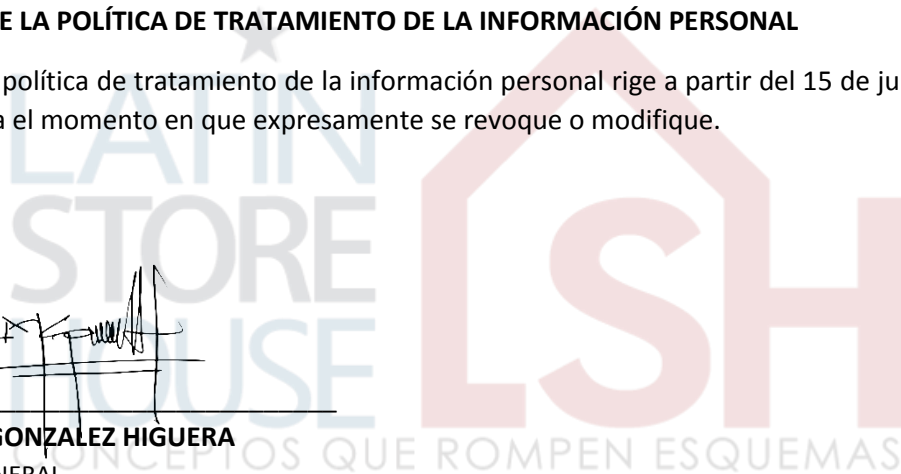 E LA POLÍTICA DE TRATAMIENTO DE LA INFORMACIÓN PERSONAL
política de tratamiento de la información personal rige a partir del 15 de ju
a el momento en que expresamente se revoque o modifique.
LATIN
STORE
HOUSE
LSH
GONZALEZ HIGUERA
CONCEPTOS QUE ROMPEN ESQUEMAS
NERAL